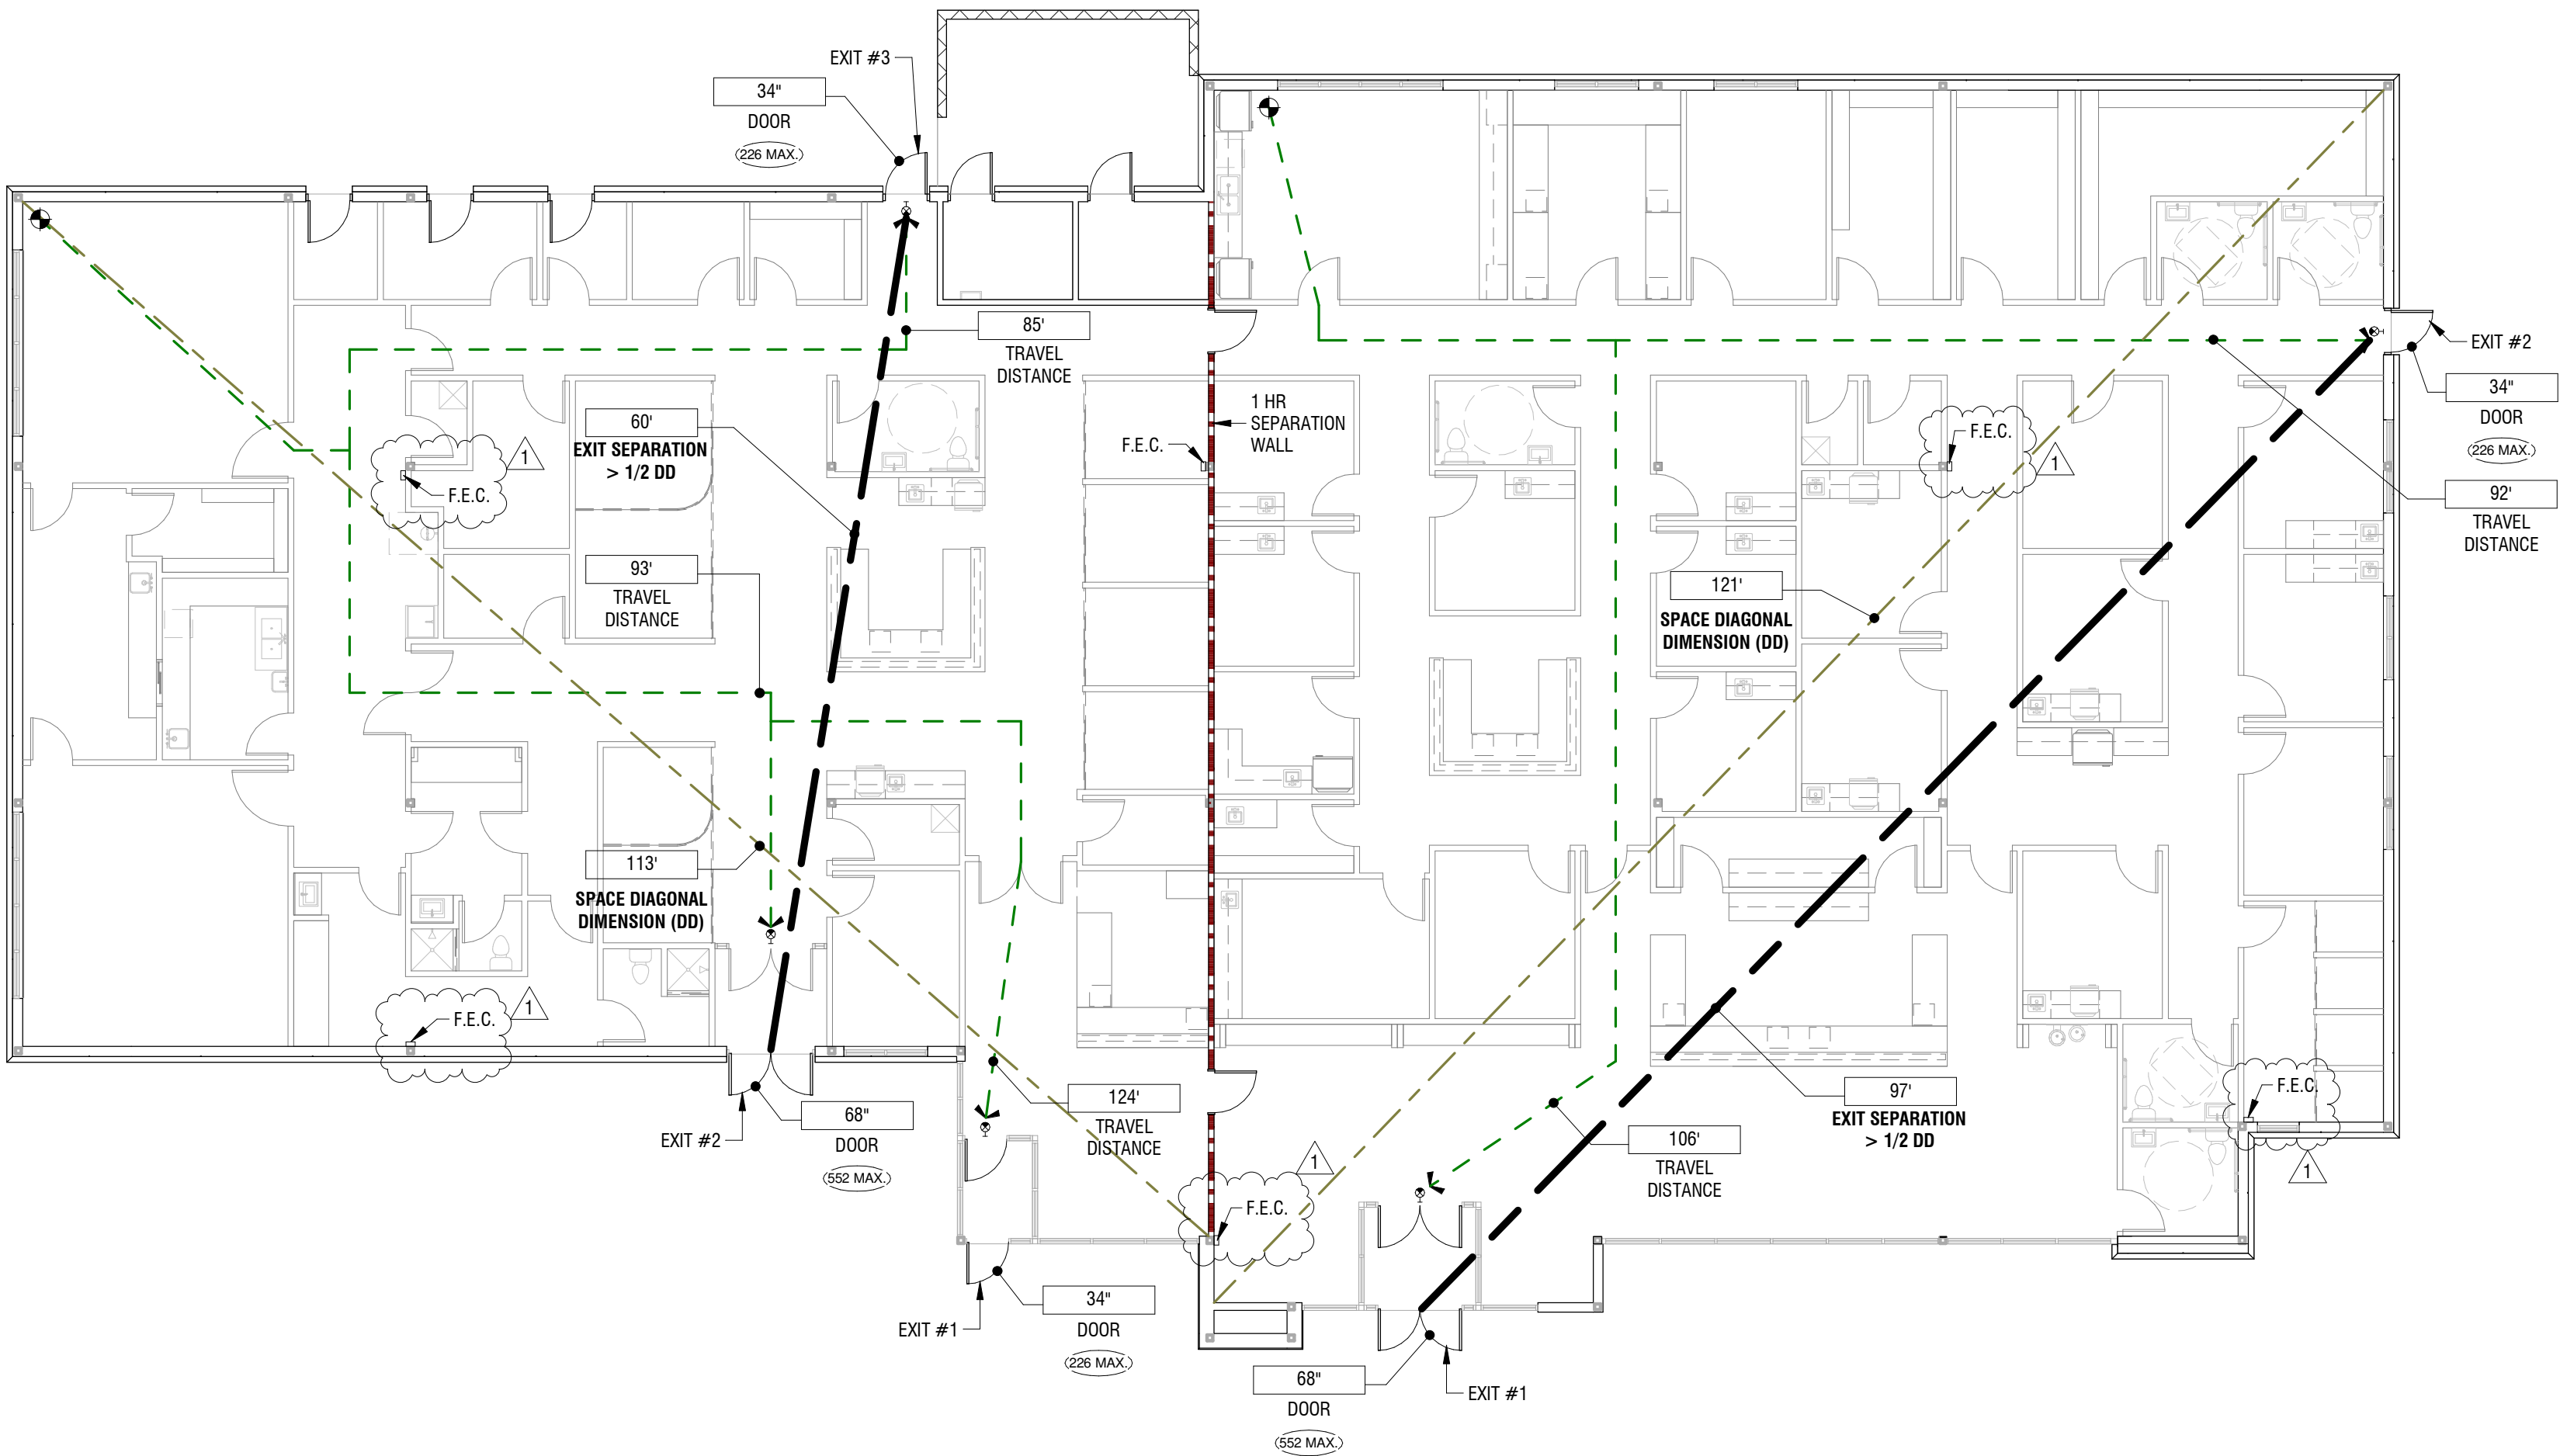 EXIT #3
34"
DOOR
(226 MAX.)
85'
TRAVEL
DISTANCE
1 HR
SEPARATION
WALL
F.E.C.
EXIT #2
34"
DOOR
(226 MAX.)
92'
TRAVEL
DISTANCE
60'
EXIT SEPARATION
> 1/2 DD
F.E.C.
1
F.E.C.
1
93'
TRAVEL
DISTANCE
121'
SPACE DIAGONAL
DIMENSION (DD)
113'
SPACE DIAGONAL
DIMENSION (DD)
F.E.C.
1
EXIT #2
68"
DOOR
(552 MAX.)
124'
TRAVEL
DISTANCE
97'
EXIT SEPARATION
> 1/2 DD
F.E.C.
1
106'
TRAVEL
DISTANCE
F.E.C.
1
EXIT #1
34"
DOOR
(226 MAX.)
68"
DOOR
(552 MAX.)
EXIT #1